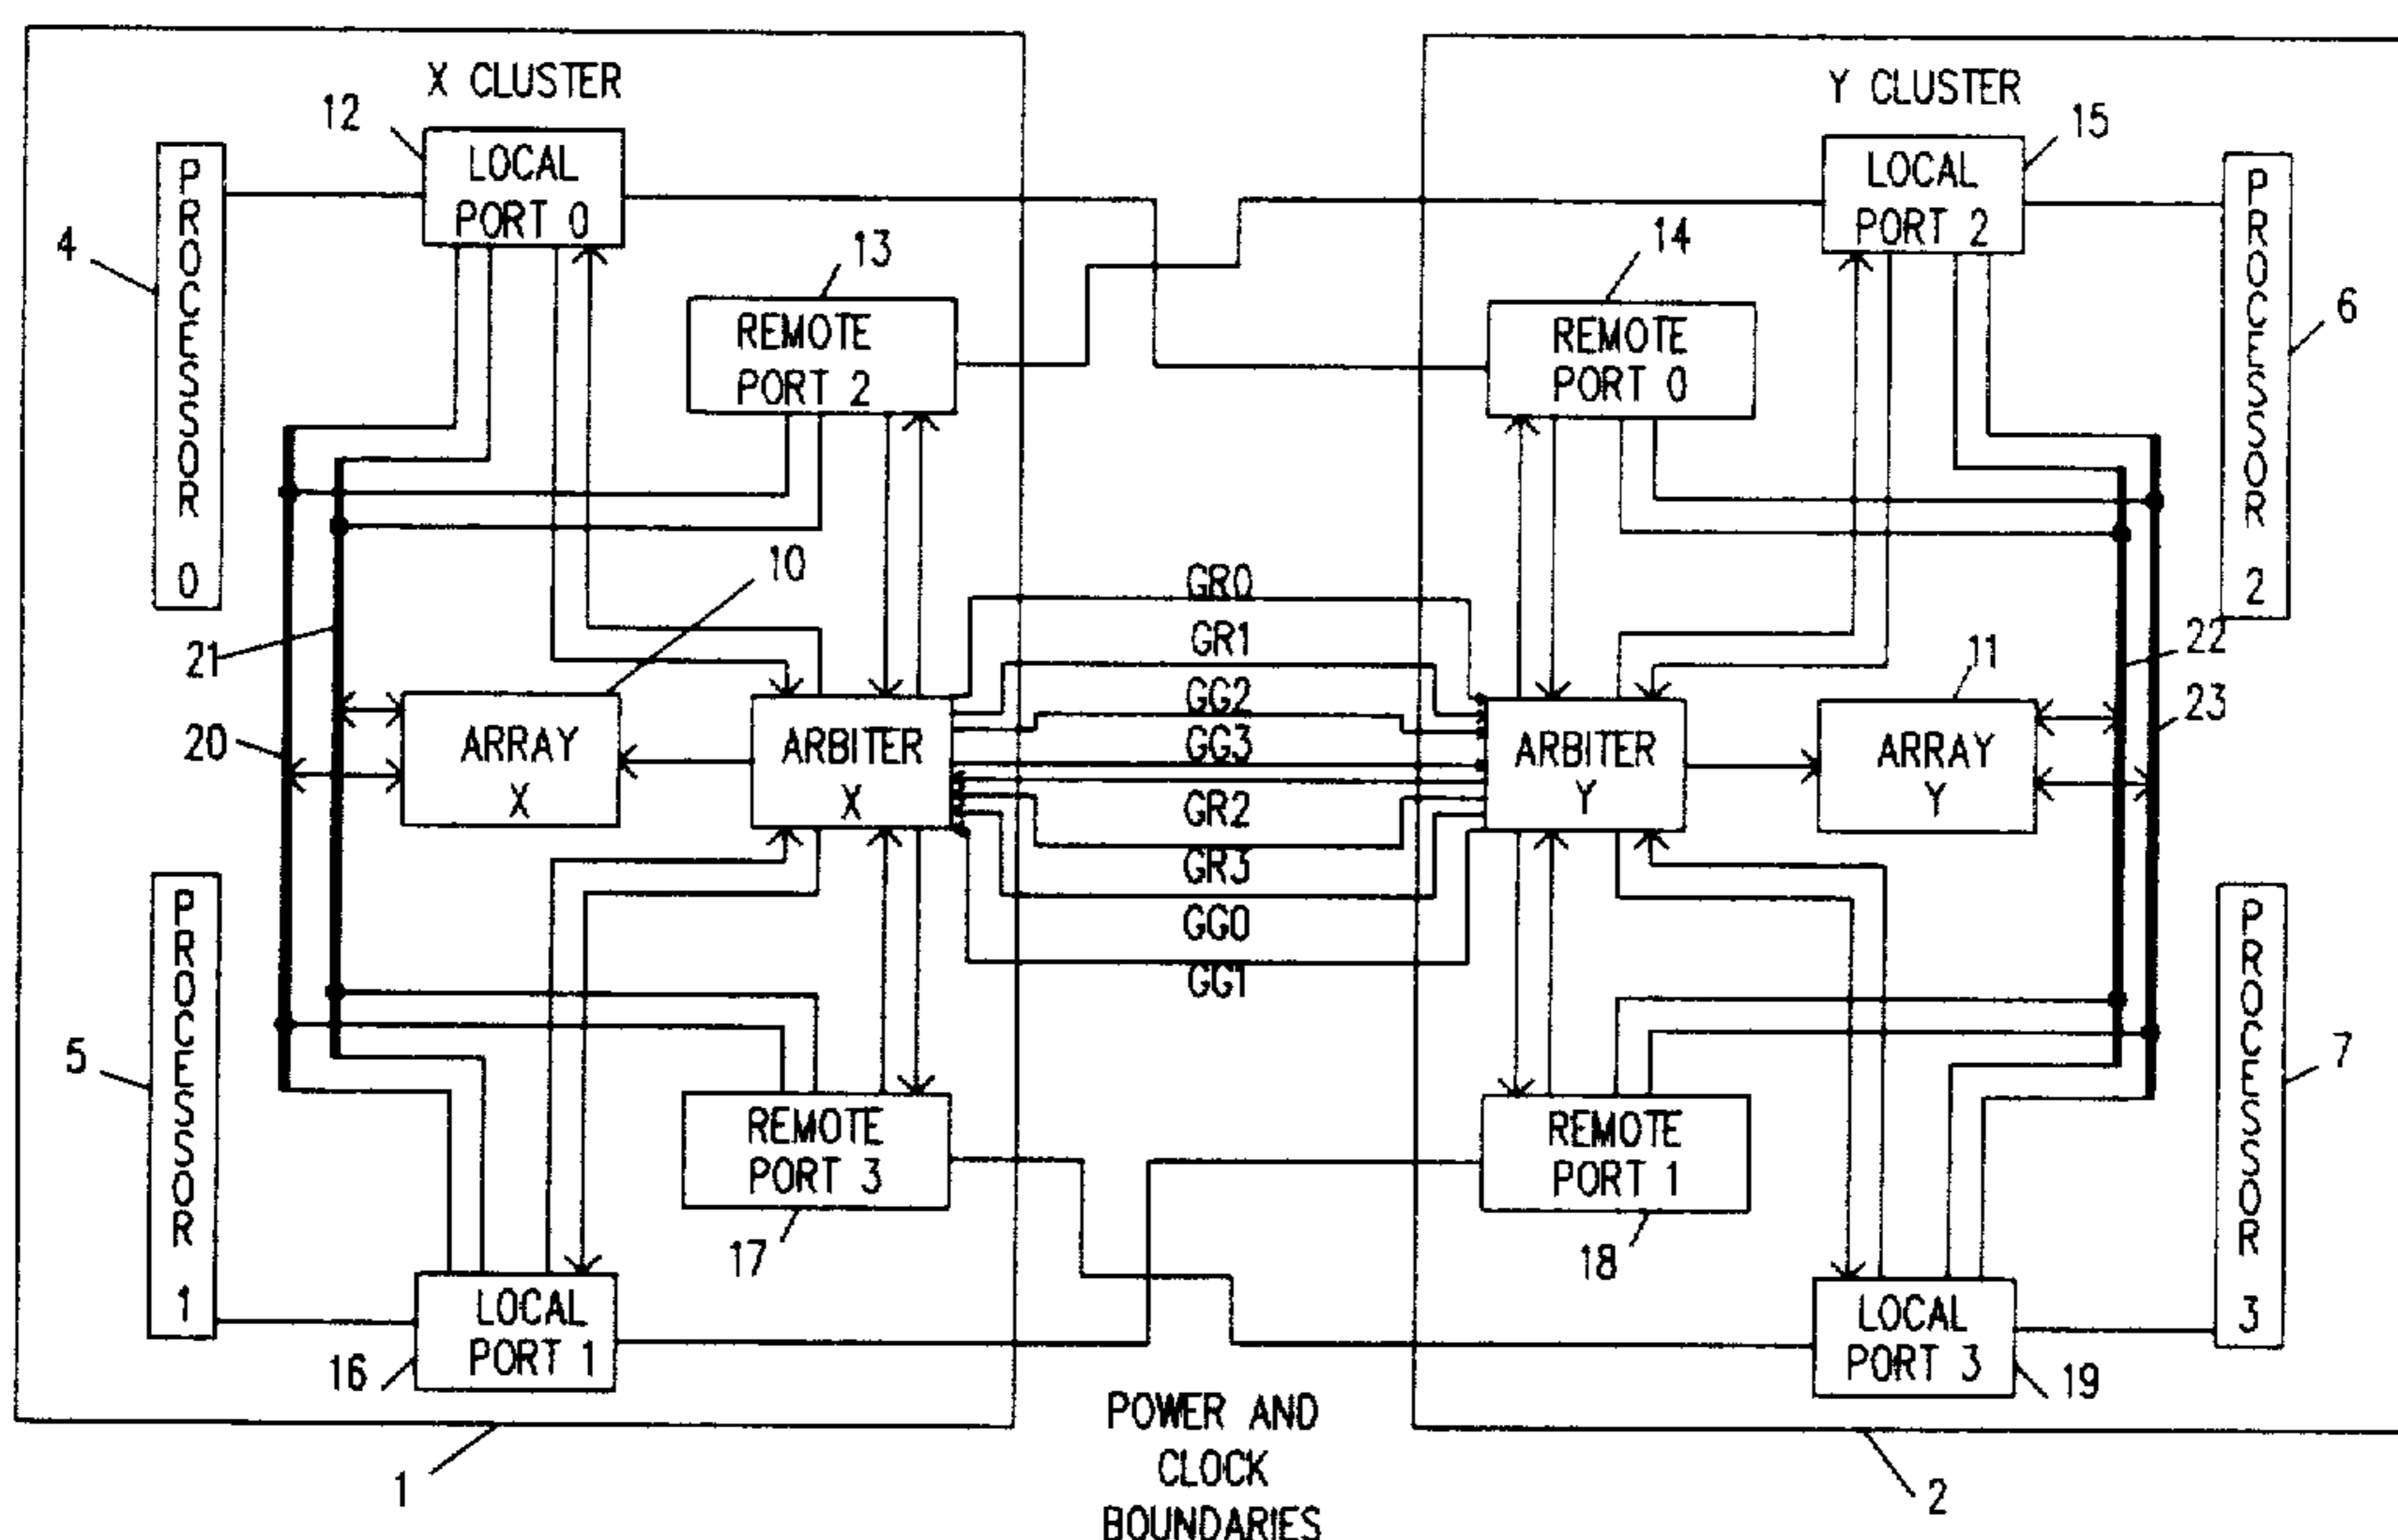 X CLUSTER
Y CLUSTER
12
LOCAL
PORT 0
15
LOCAL
PORT 2
PROCESSOR 0
4
13
REMOTE
PORT 2
14
REMOTE
PORT 0
PROCESSOR 2
6
10
21
20
ARRAY
X
ARBITER
X
GR0
GR1
GG2
GG3
GR2
GR3
GG0
GG1
ARBITER
Y
11
ARRAY
Y
22
23
PROCESSOR 1
5
REMOTE
PORT 3
17
REMOTE
PORT 1
18
PROCESSOR 3
7
LOCAL
PORT 1
16
LOCAL
PORT 3
19
1
POWER AND
CLOCK
BOUNDARIES
2